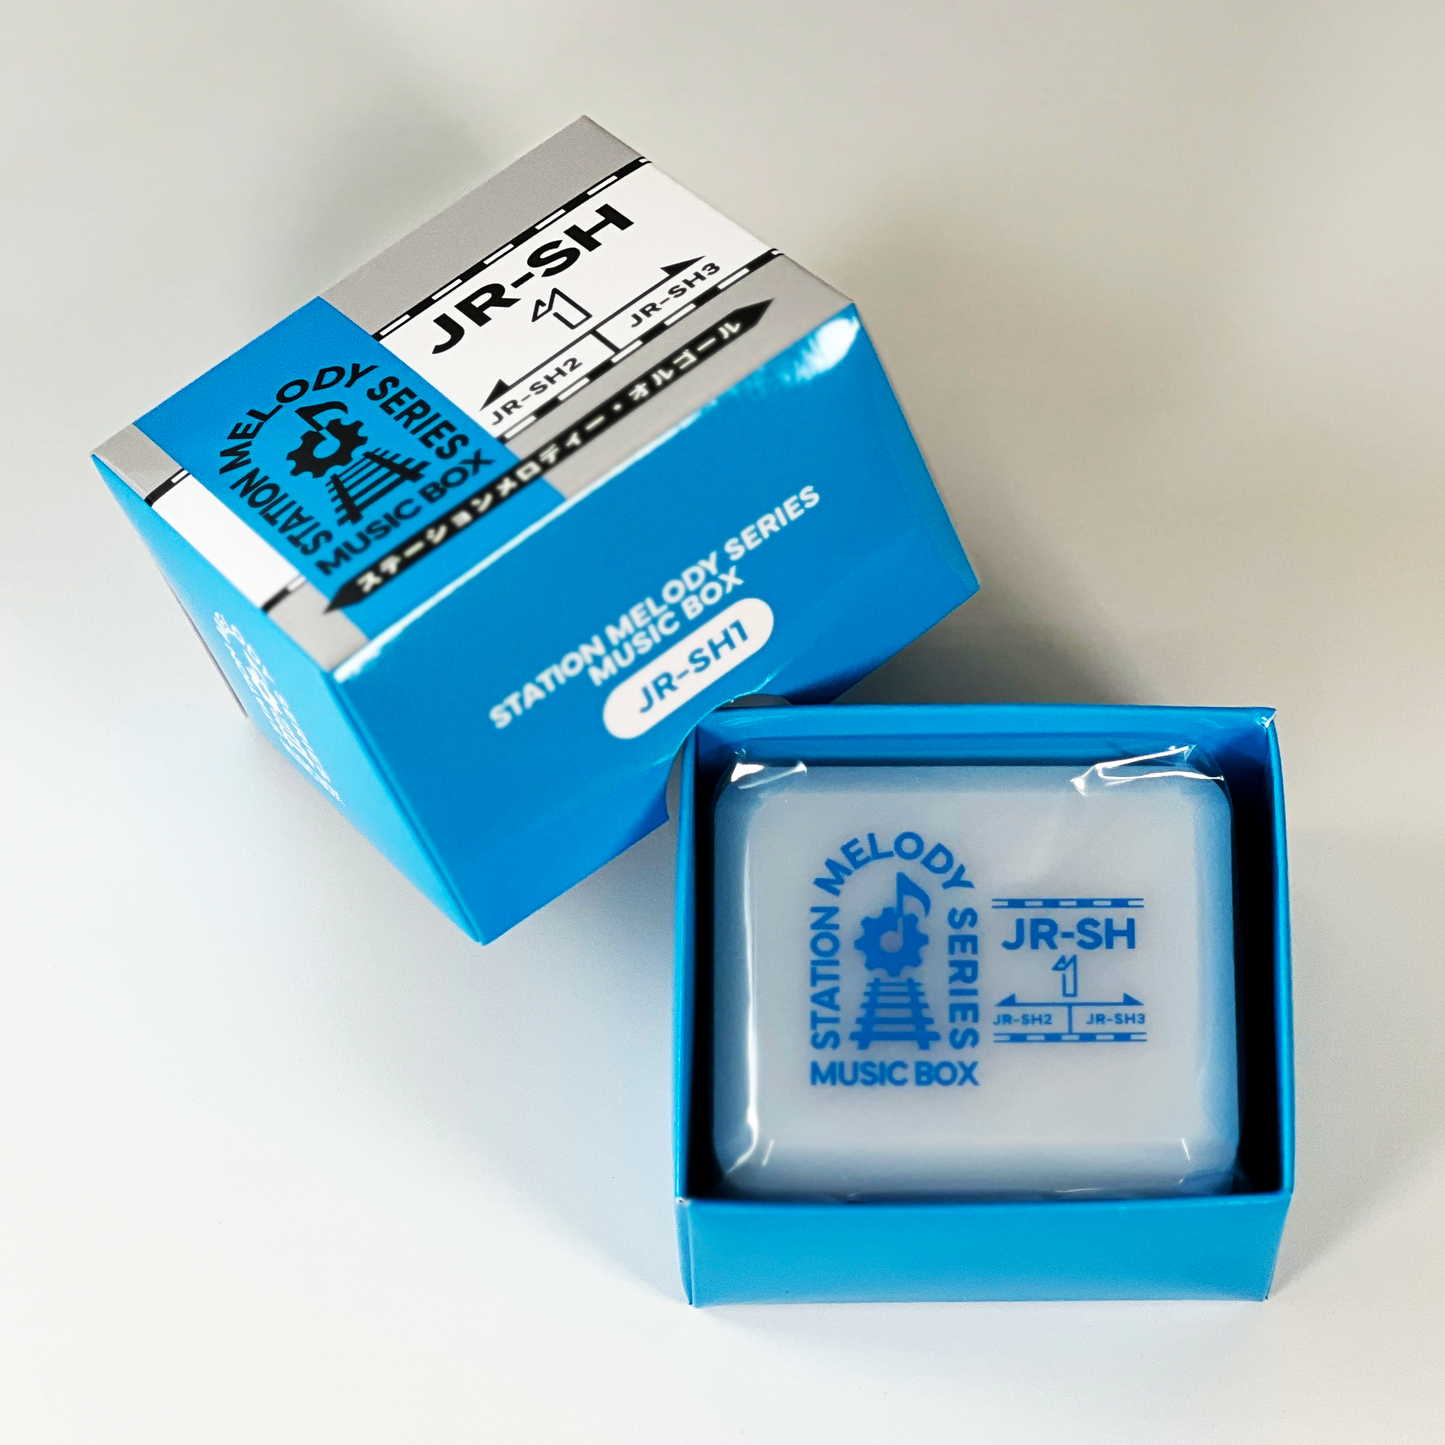 JR-SH
1
JR-SH2
JR-SH3
STATION MELODY SERIES
MUSIC BOX
ステーションメロディー・オルゴール
STATION MELODY SERIES
MUSIC BOX
JR-SH1
STATION MELODY SERIES
MUSIC BOX
JR-SH
1
JR-SH2
JR-SH3